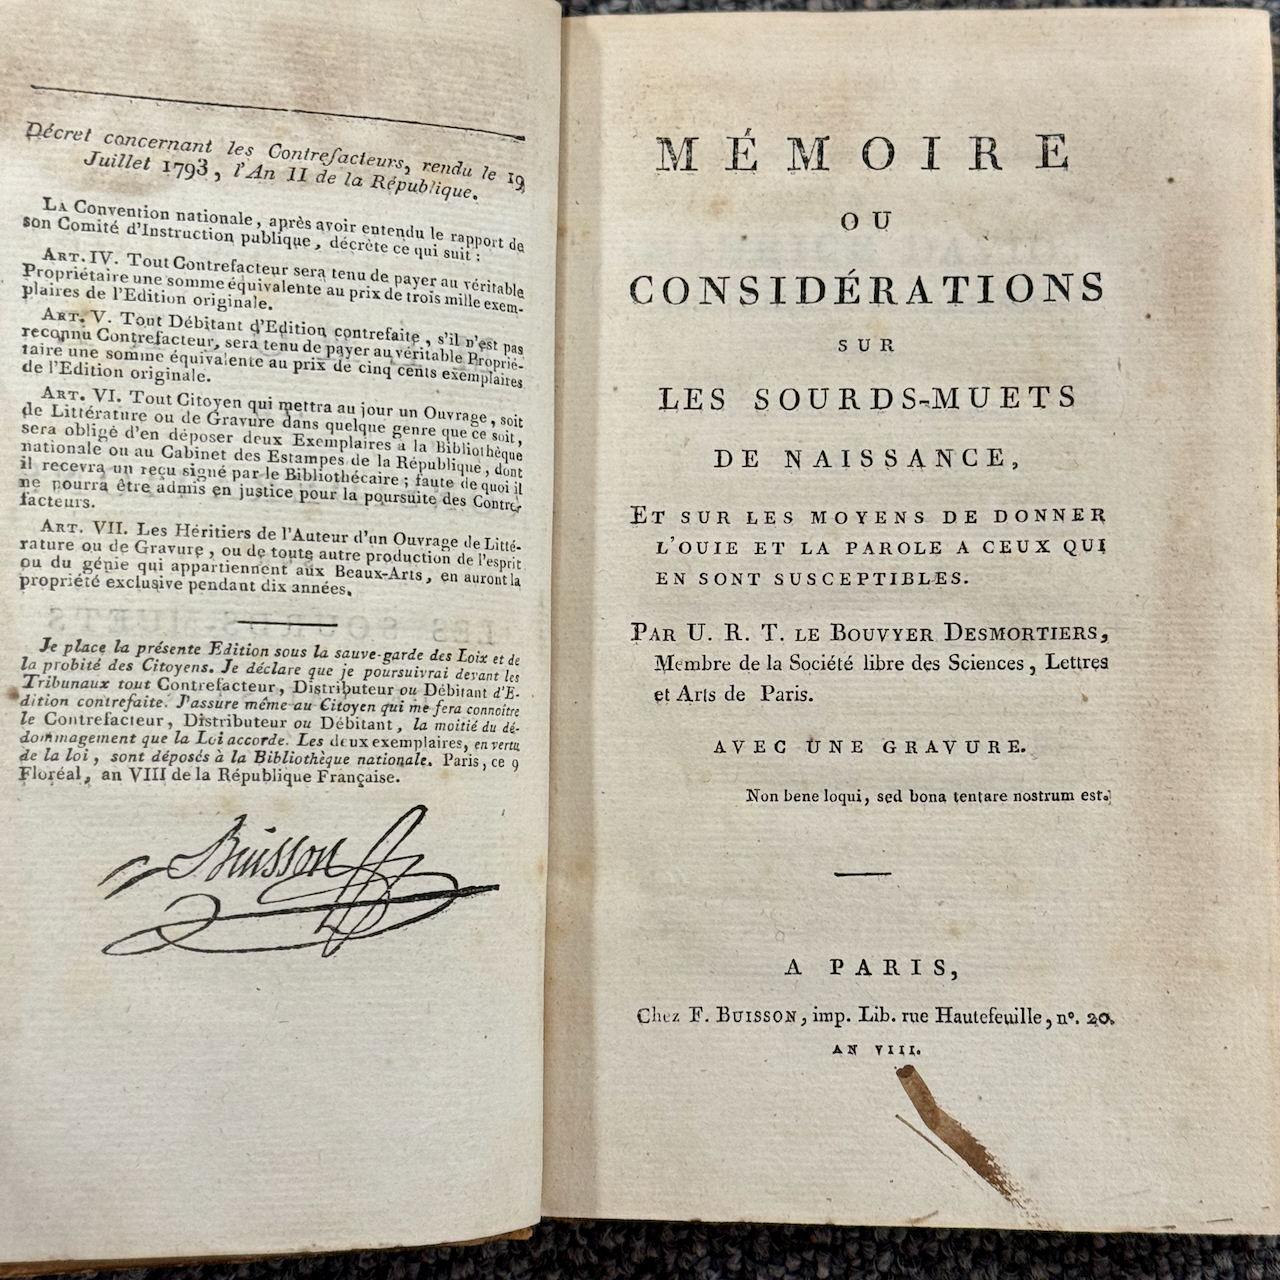 Décret concernant les Contrefacteurs, rendu le 19
Juillet 1793, l'An II de la République.
LA Convention nationale, après avoir entendu le rapport de
son Comité d'Instruction publique, décrète ce qui suit :
ART. IV. Tout Contrefacteur sera tenu de payer au véritable
Propriétaire une somme équivalente au prix de trois mille exem-
plaires de l'Edition originale.
ART. V. Tout Débitant d'Edition contrefaite, s'il n'est pas
reconnu Contrefacteur, sera tenu de payer au véritable Proprié-
taire une somme équivalente au prix de cinq cents exemplaires
de l'Edition originale.
ART. VI. Tout Citoyen qui mettra au jour un Ouvrage, soit
de Littérature ou de Gravure dans quelque genre que ce soit,
sera obligé d'en déposer deux Exemplaires à la Bibliothèque
nationale ou au Cabinet des Estampes de la République, dont
il recevra un reçu signé par le Bibliothécaire ; faute de quoi il
ne pourra être admis en justice pour la poursuite des Contre-
facteurs.
ART. VII. Les Héritiers de l'Auteur d'un Ouvrage de Litté-
rature ou de Gravure, ou de toute autre production de l'esprit
ou du génie qui appartiennent aux Beaux-Arts, en auront la
propriété exclusive pendant dix années.
Je place la présente Edition sous la sauve-garde des Loix et de
la probité des Citoyens. Je déclare que je poursuivrai devant les
Tribunaux tout Contrefacteur, Distributeur ou Débitant d'E-
dition contrefaite. J'assure même au Citoyen qui me fera connoître
le Contrefacteur, Distributeur ou Débitant, la moitié du dé-
dommagement que la Loi accorde. Les deux exemplaires, en vertu
de la loi, sont déposés à la Bibliothèque nationale. Paris, ce 9
Floréal, an VIII de la République Française.
Buisson
MÉMOIRE
OU
CONSIDÉRATIONS
SUR
LES SOURDS-MUETS
DE NAISSANCE,
ET SUR LES MOYENS DE DONNER
L'OUIE ET LA PAROLE A CEUX QUI
EN SONT SUSCEPTIBLES.
PAR U. R. T. LE BOUVYER DESMORTIERS,
Membre de la Société libre des Sciences, Lettres
et Arts de Paris.
AVEC UNE GRAVURE.
Non bene loqui, sed bona tentare nostrum est.
A PARIS,
Chez F. BUISSON, imp. Lib. rue Hautefeuille, n°. 20.
AN VIII.